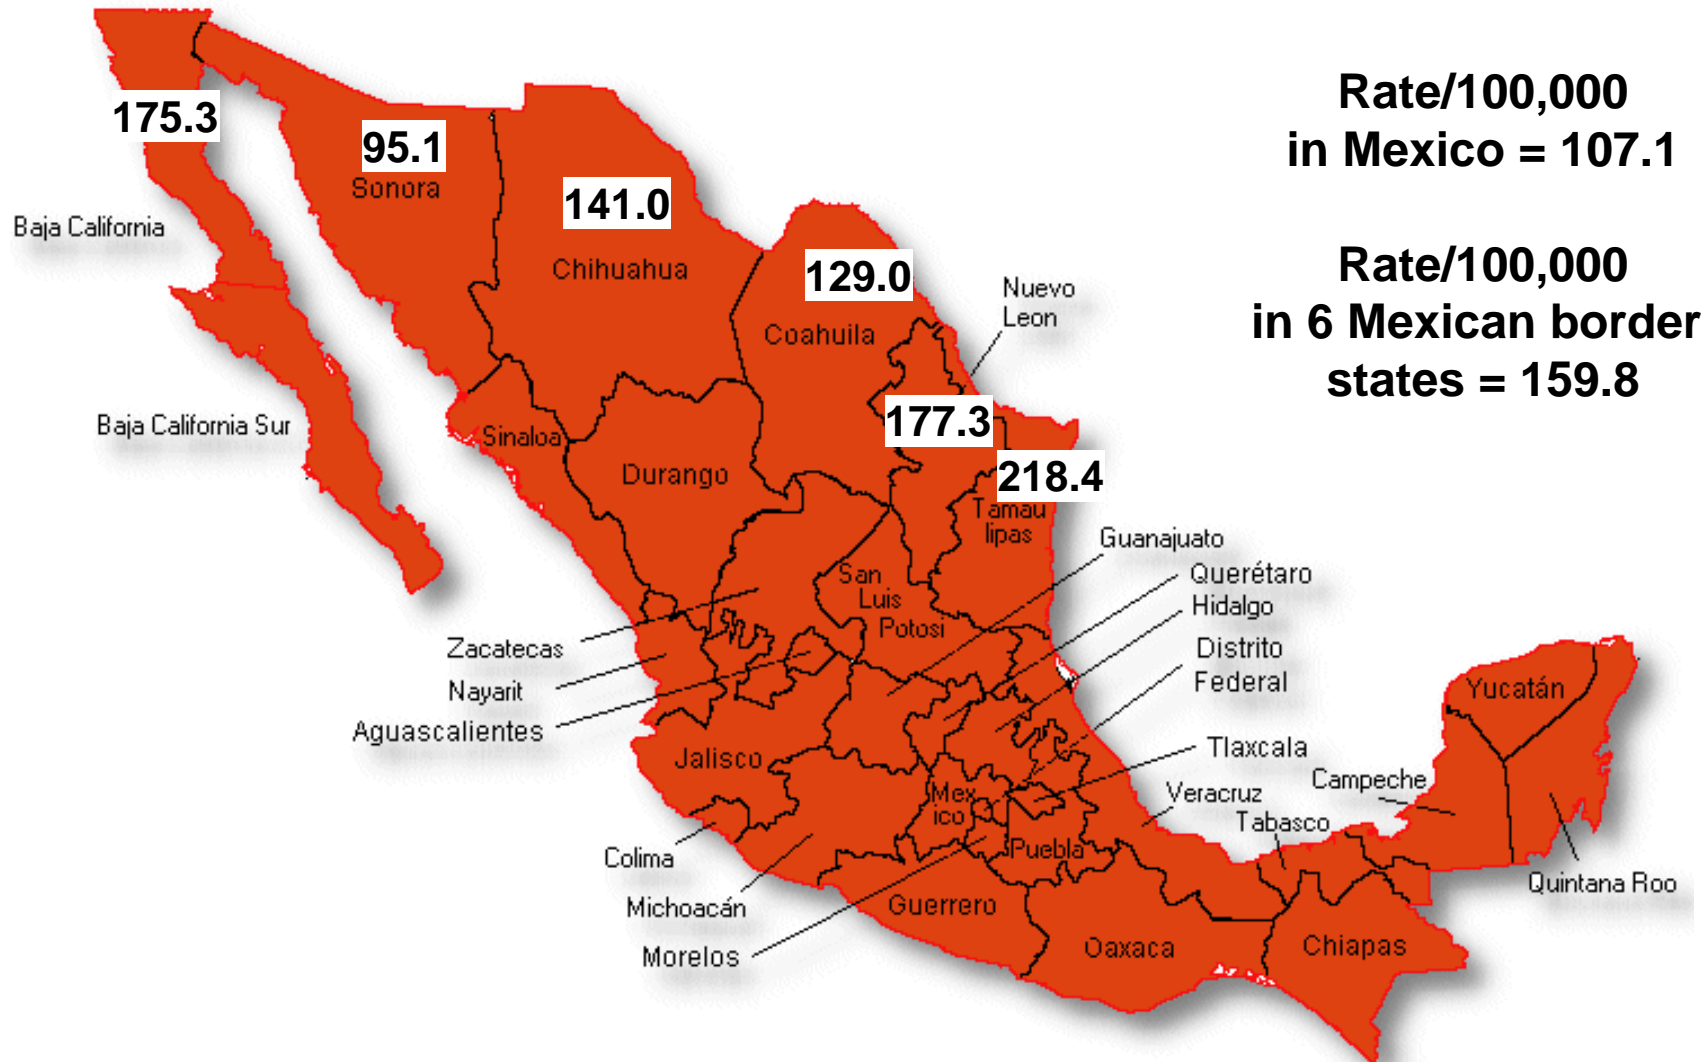 Rate/100,000
in Mexico = 107.1
Rate/100,000
in 6 Mexican border
states = 159.8
175.3
95.1
Sonora
141.0
Baja California
Chihuahua
129.0
Nuevo
Leon
Coahuila
177.3
Baja California Sur
Sinaloa
Durango
218.4
Tamau
lipas
Guanajuato
San
Luis
Potosi
Querétaro
Hidalgo
Zacatecas
Distrito
Federal
Nayarit
Yucatán
Aguascalientes
Jalisco
Tlaxcala
Campeche
Mex
ico
Veracruz
Tabasco
Colima
Puebla
Quintana Roo
Michoacán
Guerrero
Morelos
Oaxaca
Chiapas